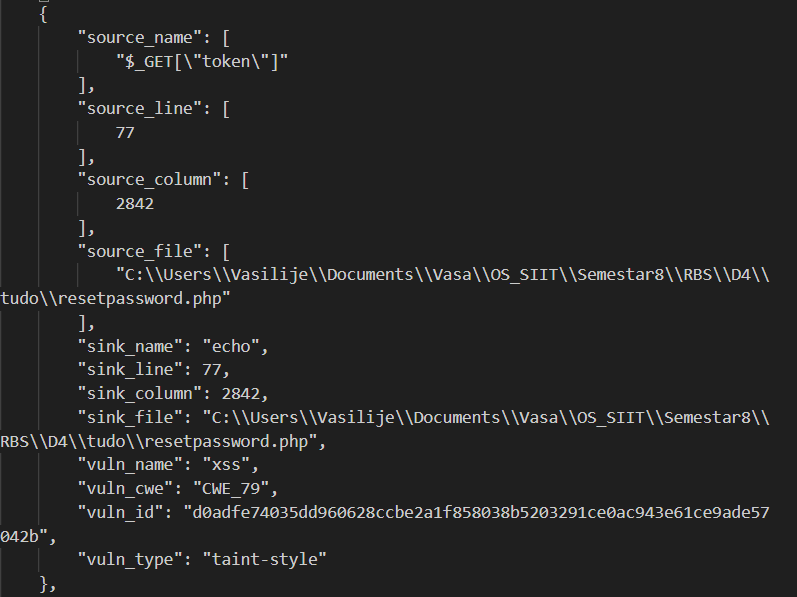 {
"source_name": [
"$_GET[\"token\"]"
],
"source_line": [
77
],
"source_column": [
2842
],
"source_file": [
"C:\\Users\\Vasilije\\Documents\\Vasa\\OS_SIIT\\Semestar8\\RBS\\D4\\
tudo\\resetpassword.php"
],
"sink_name": "echo",
"sink_line": 77,
"sink_column": 2842,
"sink_file": "C:\\Users\\Vasilije\\Documents\\Vasa\\OS_SIIT\\Semestar8\\
RBS\\D4\\tudo\\resetpassword.php",
"vuln_name": "xss",
"vuln_cwe": "CWE_79",
"vuln_id": "d0adfe74035dd960628ccbe2a1f858038b5203291ce0ac943e61ce9ade57
042b",
"vuln_type": "taint-style"
},